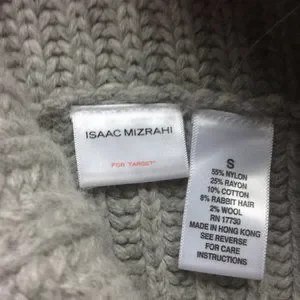 ISAAC MIZRAHI
FOR TARGET
S
55% NYLON
25% RAYON
10% COTTON
8% RABBIT HAIR
2% WOOL
RN 17730
MADE IN HONG KONG
SEE REVERSE
FOR CARE
INSTRUCTIONS